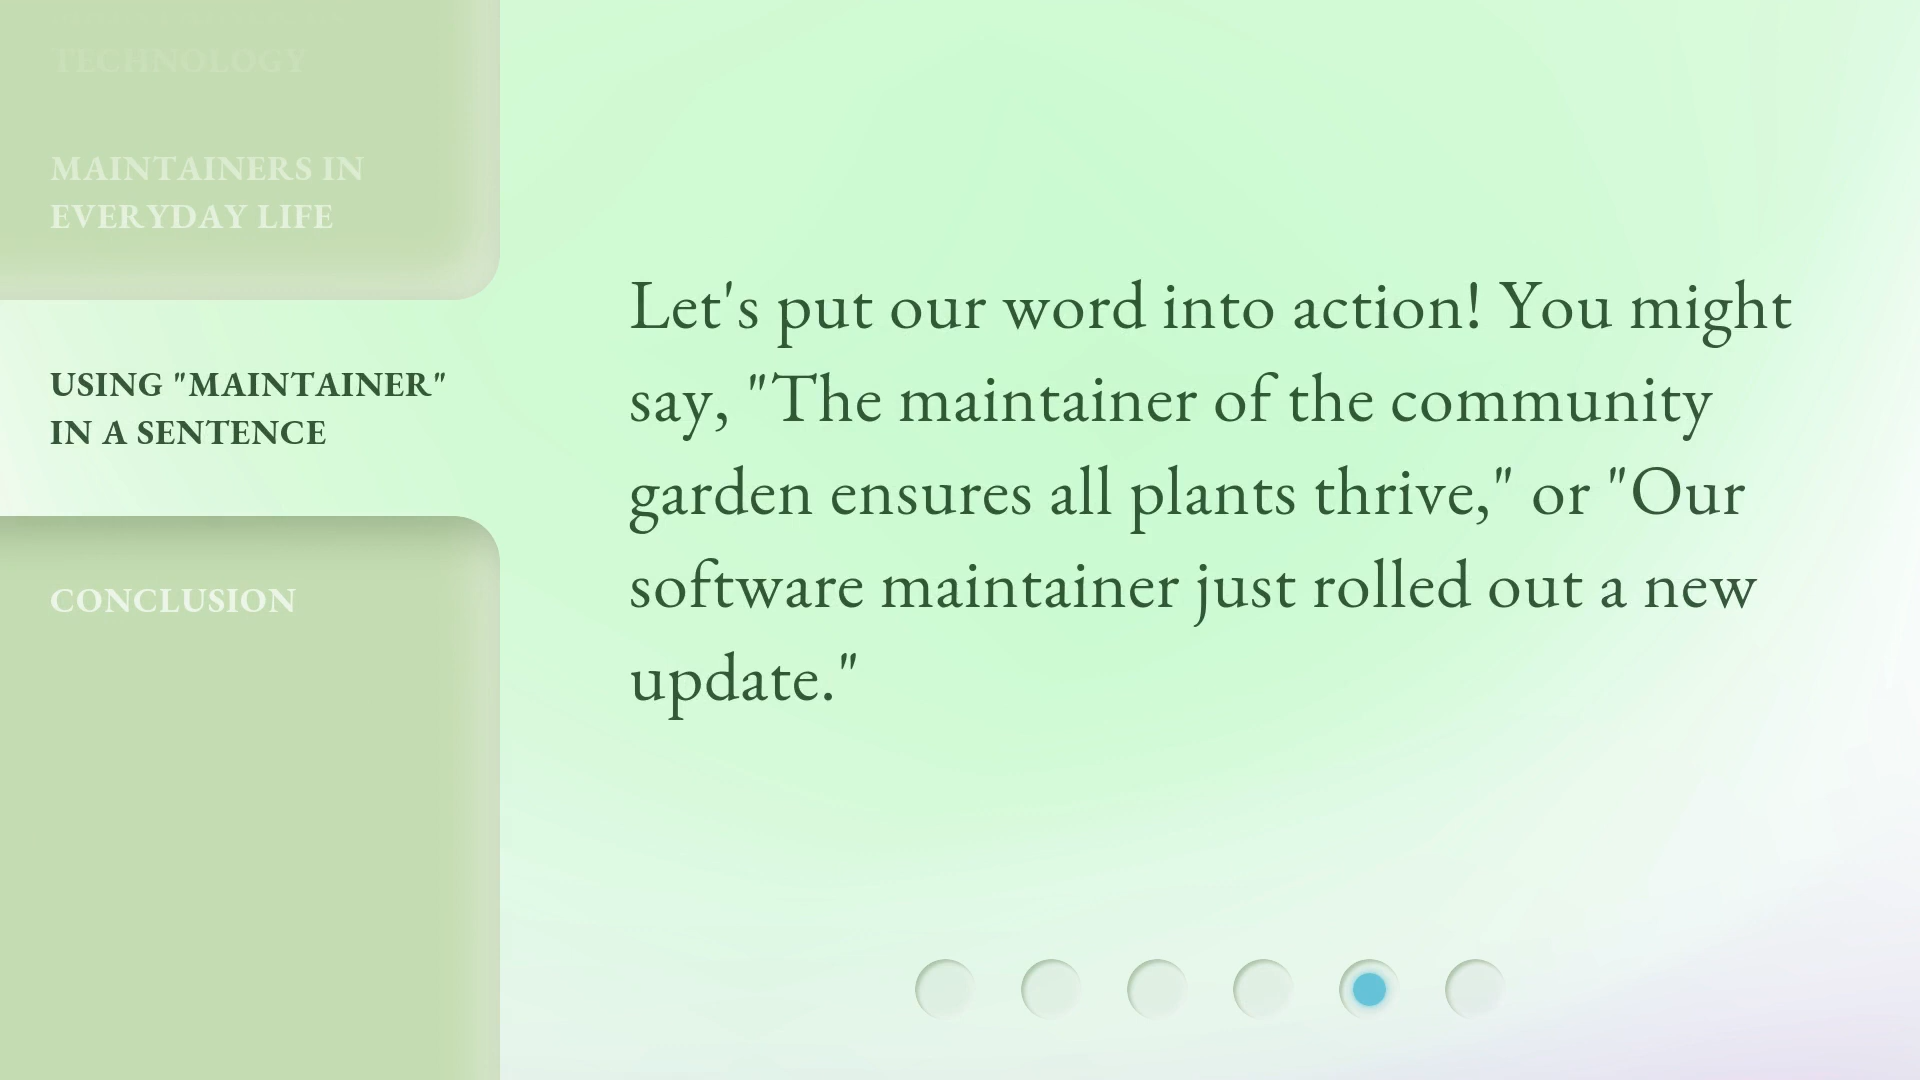 TECHNOLOGY
MAINTAINERS IN
EVERYDAY LIFE
USING "MAINTAINER"
IN A SENTENCE
CONCLUSION
Let's put our word into action! You might
say, "The maintainer of the community
garden ensures all plants thrive," or "Our
software maintainer just rolled out a new
update."